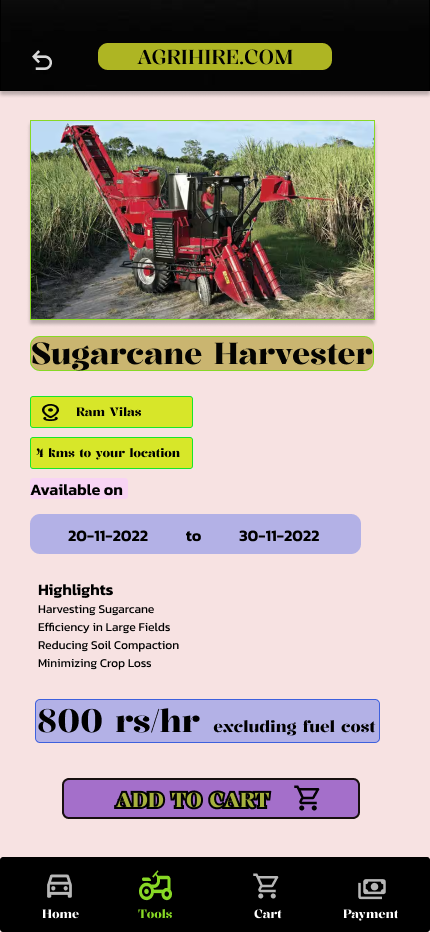 AGRIHIRE.COM
Sugarcane Harvester
Ram Vilas
4 kms to your location
Available on
20-11-2022 to 30-11-2022
Highlights
Harvesting Sugarcane
Efficiency in Large Fields
Reducing Soil Compaction
Minimizing Crop Loss
800 rs/hr excluding fuel cost
ADD TO CART
Home Tools Cart Payment